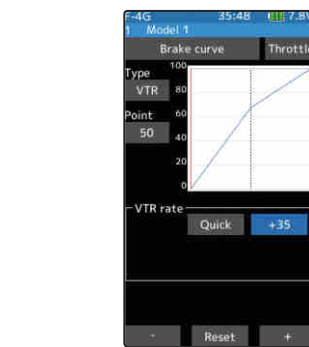 F-4G 35:48 7.8V
1 Model 1
Brake curve Throttle
Type
VTR
Point
50
100
80
60
40
20
0
VTR rate
Quick +35
- Reset +